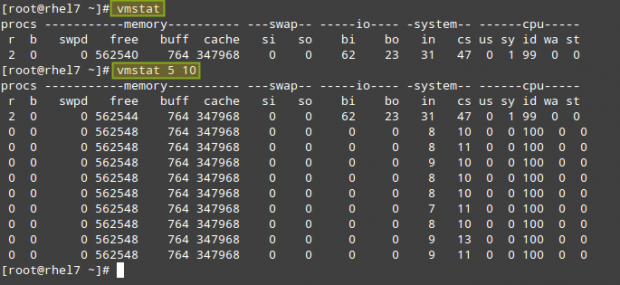 [root@rhel7 ~]# vmstat
procs -----------memory---------- ---swap-- -----io---- -system-- ------cpu-----
r b swpd free buff cache si so bi bo in cs us sy id wa st
2 0 0 562540 764 347968 0 0 62 23 31 47 0 1 99 0 0
[root@rhel7 ~]# vmstat 5 10
procs -----------memory---------- ---swap-- -----io---- -system-- ------cpu-----
r b swpd free buff cache si so bi bo in cs us sy id wa st
2 0 0 562544 764 347968 0 0 62 23 31 47 0 1 99 0 0
0 0 0 562548 764 347968 0 0 0 0 8 10 0 0 100 0 0
0 0 0 562548 764 347968 0 0 0 0 8 11 0 0 100 0 0
0 0 0 562548 764 347968 0 0 0 0 9 10 0 0 100 0 0
0 0 0 562548 764 347968 0 0 0 0 8 10 0 0 100 0 0
0 0 0 562548 764 347968 0 0 0 0 8 10 0 0 100 0 0
0 0 0 562548 764 347968 0 0 0 0 7 11 0 0 100 0 0
0 0 0 562548 764 347968 0 0 0 0 8 10 0 0 100 0 0
0 0 0 562548 764 347968 0 0 0 0 9 13 0 0 100 0 0
0 0 0 562548 764 347968 0 0 0 0 9 11 0 0 100 0 0
[root@rhel7 ~]#